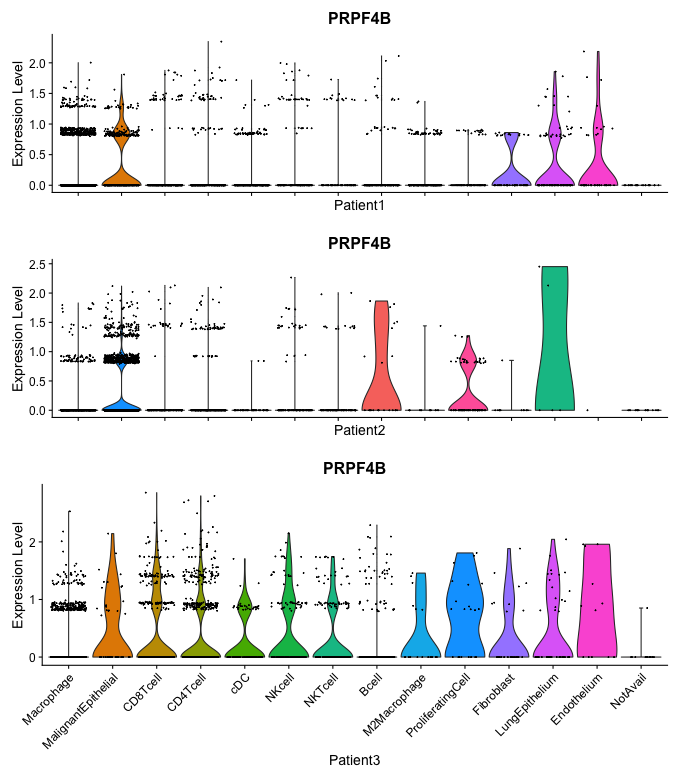 PRPF4B
Expression Level
2.0
1.5
1.0
0.5
0.0
Patient1
PRPF4B
Expression Level
2.5
2.0
1.5
1.0
0.5
0.0
Patient2
PRPF4B
Expression Level
2
1
0
Macrophage
MalignantEpithelial
CD8Tcell
CD4Tcell
cDC
NKcell
NKTcell
Bcell
M2Macrophage
ProliferatingCell
Fibroblast
LungEpithelium
Endothelium
NotAvail
Patient3